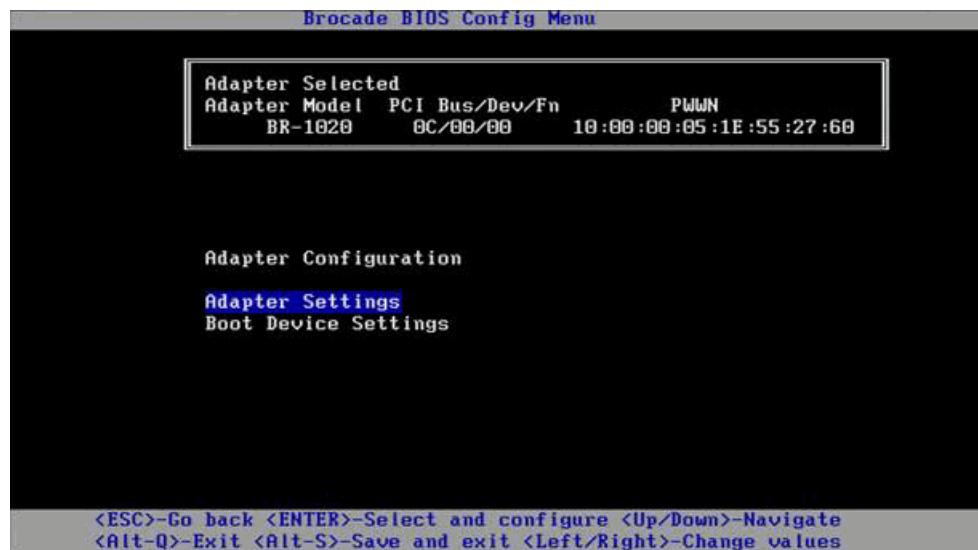 Brocade BIOS Config Menu
Adapter Selected
Adapter Model PCI Bus/Dev/Fn PWWN
BR-1020 0C/00/00 10:00:00:05:1E:55:27:60
Adapter Configuration
Adapter Settings
Boot Device Settings
<ESC>-Go back <ENTER>-Select and configure <Up/Down>-Navigate
<Alt-Q>-Exit <Alt-S>-Save and exit <Left/Right>-Change values